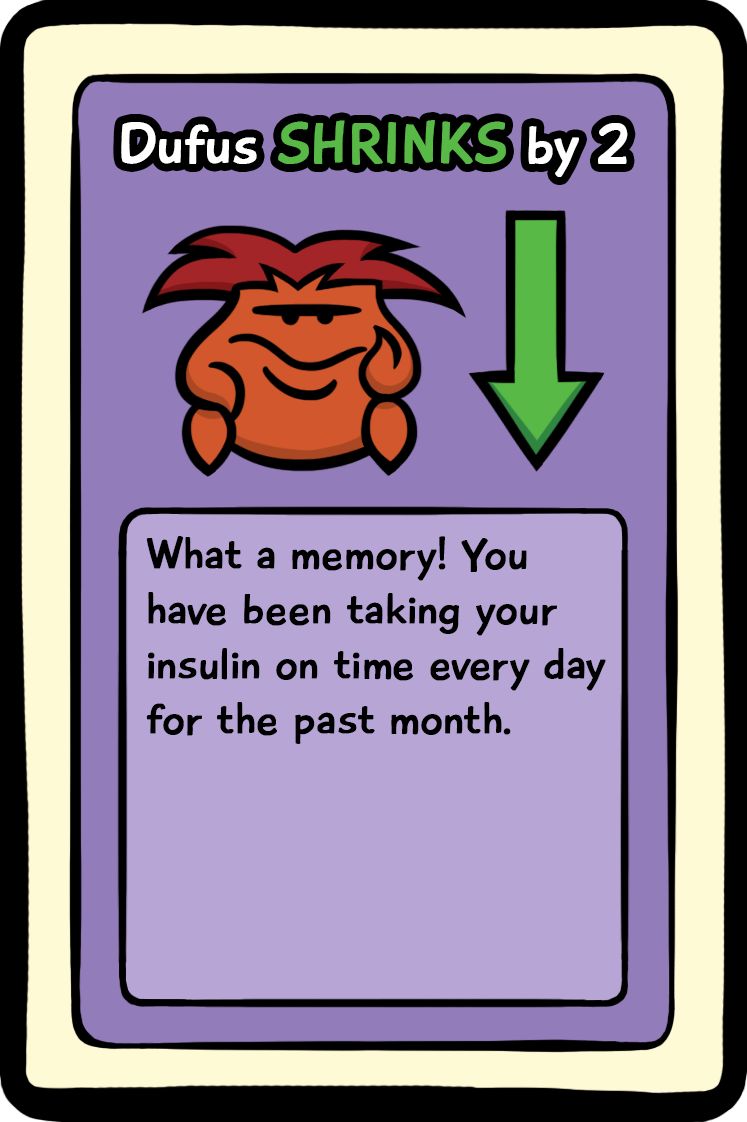 Dufus SHRINKS by 2
What a memory! You
have been taking your
insulin on time every day
for the past month.